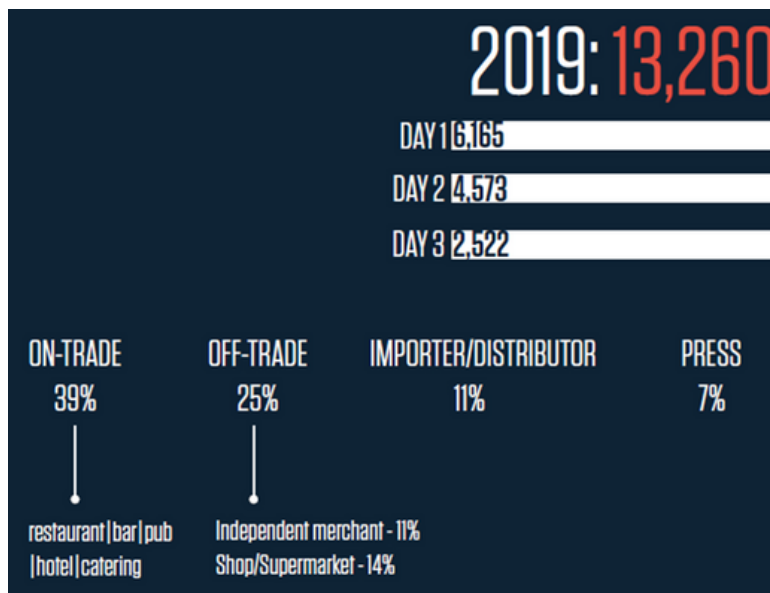 2019: 13,260
DAY 1 6,165
DAY 2 4,573
DAY 3 2,522
ON-TRADE OFF-TRADE IMPORTER/DISTRIBUTOR PRESS
39% 25% 11% 7%
restaurant|bar|pub
|hotel|catering
Independent merchant - 11%
Shop/Supermarket - 14%